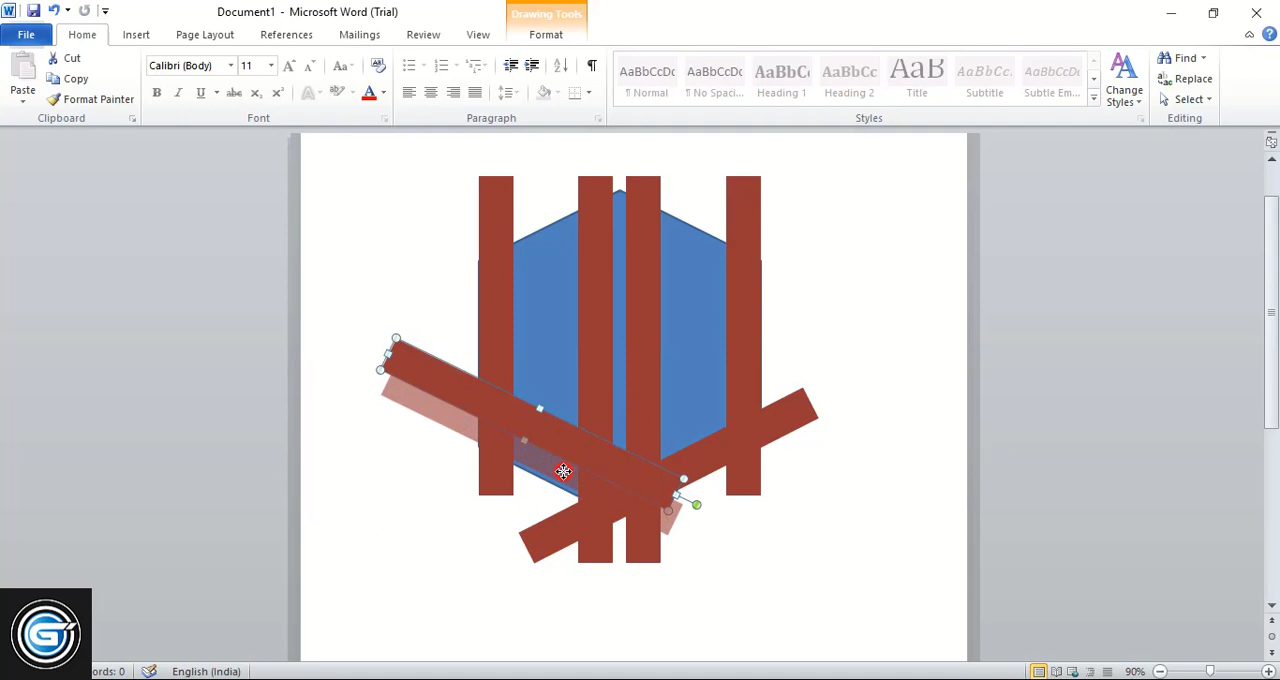 Document1 - Microsoft Word (Trial)
Drawing Tools
File Home Insert Page Layout References Mailings Review View Format
Paste
Cut
Copy
Format Painter
Clipboard
Calibri (Body) 11
Font
Paragraph
AaBbCcDc AaBbCcDc AaBbCc AaBbCc AaB AaBbCc. AaBbCcDc
¶ Normal ¶ No Spaci... Heading 1 Heading 2 Title Subtitle Subtle Em...
Styles
Change
Styles
Find
Replace
Select
Editing
ords: 0 English (India) 90%